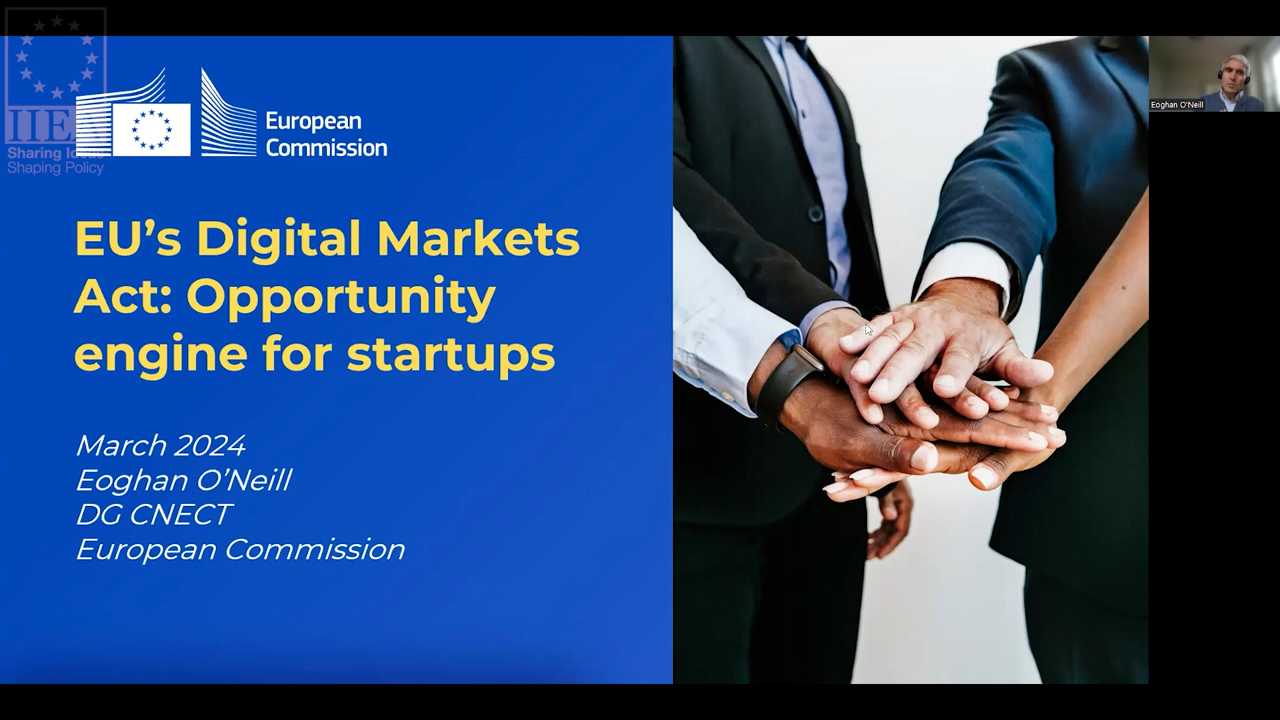 IIE
Sharing Ideas
Shaping Policy
European
Commission
EU’s Digital Markets
Act: Opportunity
engine for startups
March 2024
Eoghan O’Neill
DG CNECT
European Commission
Eoghan O'Neill